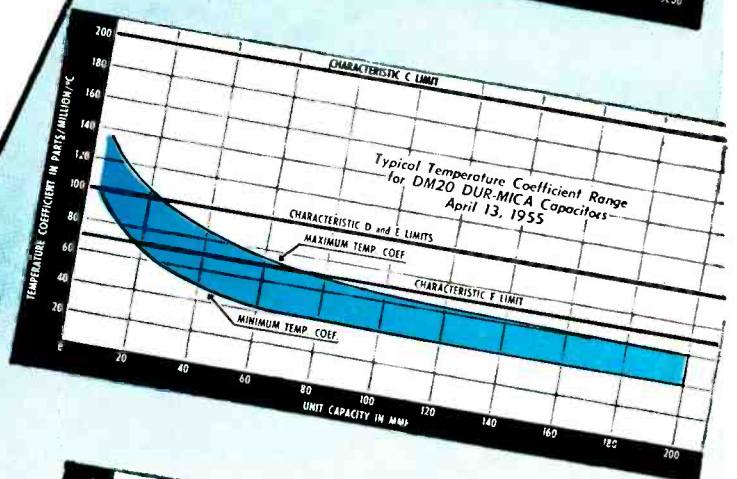 200
180
160
140
120
100
80
60
40
20
0
TEMPERATURE COEFFICIENT IN PARTS/MILLION/°C
CHARACTERISTIC C LIMIT
Typical Temperature Coefficient Range
for DM20 DUR-MICA Capacitors
April 13, 1955
CHARACTERISTIC D and E LIMITS
MAXIMUM TEMP COEF
CHARACTERISTIC F LIMIT
MINIMUM TEMP. COEF.
20
40
60
80
100
120
140
160
180
200
UNIT CAPACITY IN MMF